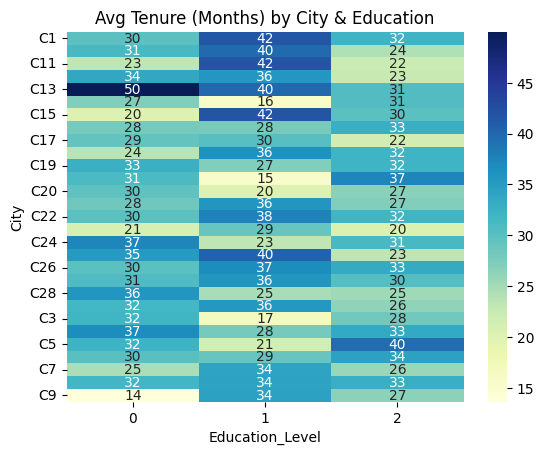 Avg Tenure (Months) by City & Education
C1 30 42 32
31 40 24
C11 23 42 22
34 36 23
C13 50 40 31
27 16 31
C15 20 42 30
28 28 33
C17 29 30 22
24 36 32
C19 33 27 32
31 15 37
C20 30 20 27
28 36 27
C22 30 38 32
21 29 20
C24 37 23 31
35 40 23
C26 30 37 33
31 36 30
C28 36 25 25
32 36 26
C3 32 17 28
37 28 33
C5 32 21 40
30 29 34
C7 25 34 26
32 34 33
C9 14 34 27
0 1 2
Education_Level
City
45
40
35
30
25
20
15